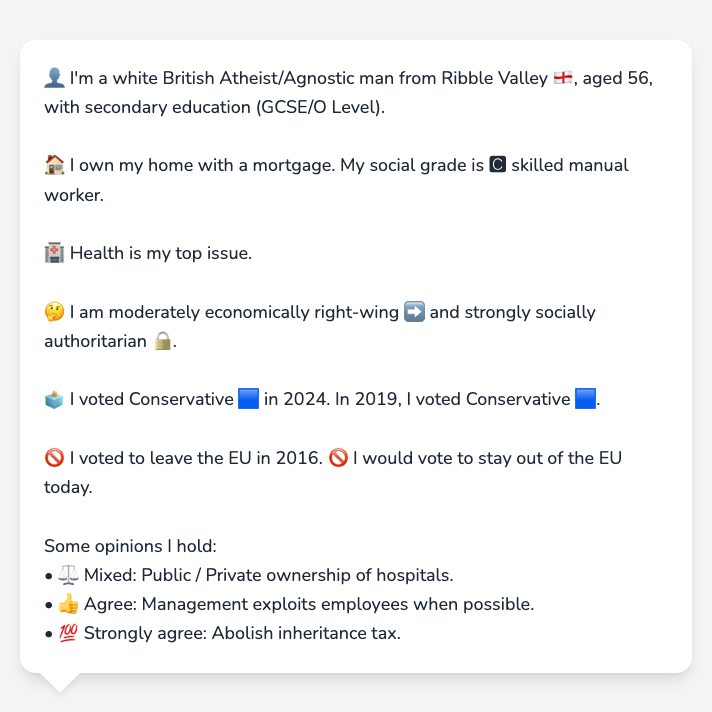 👤 I'm a white British Atheist/Agnostic man from Ribble Valley 🏴󠁧󠁢󠁥󠁮󠁧󠁿, aged 56,
with secondary education (GCSE/O Level).
🏠 I own my home with a mortgage. My social grade is 🅲 skilled manual
worker.
🏥 Health is my top issue.
🤔 I am moderately economically right-wing ➡️ and strongly socially
authoritarian 🔒.
🗳️ I voted Conservative 🟦 in 2024. In 2019, I voted Conservative 🟦.
🚫 I voted to leave the EU in 2016. 🚫 I would vote to stay out of the EU
today.
Some opinions I hold:
• ⚖️ Mixed: Public / Private ownership of hospitals.
• 👍 Agree: Management exploits employees when possible.
• 💯 Strongly agree: Abolish inheritance tax.